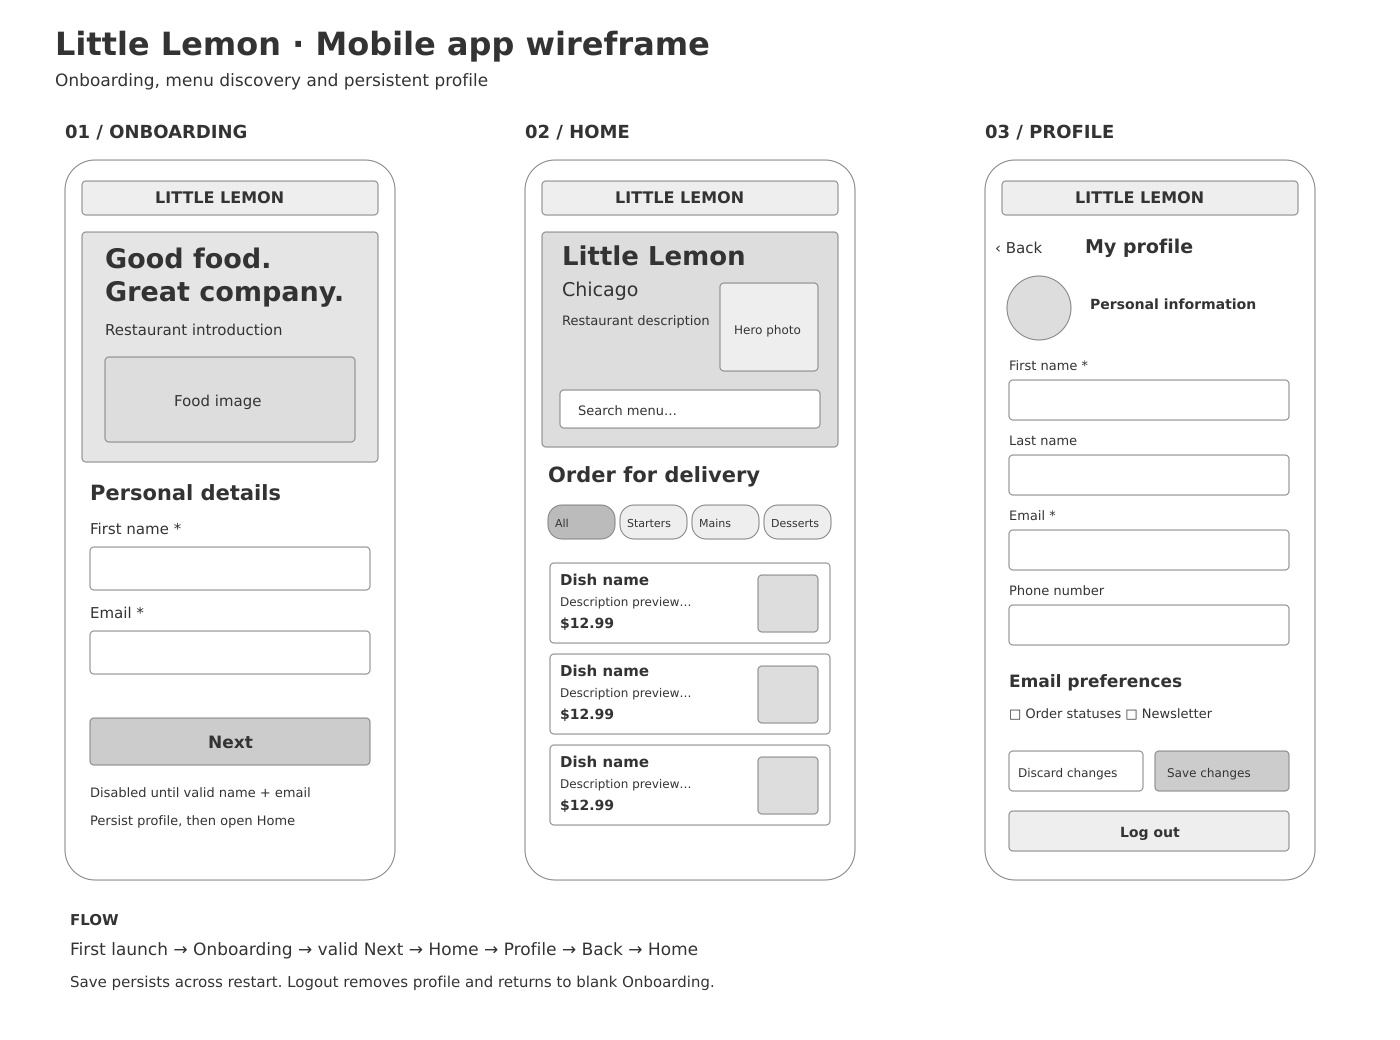 Little Lemon · Mobile app wireframe
Onboarding, menu discovery and persistent profile
01 / ONBOARDING
LITTLE LEMON
Good food.
Great company.
Restaurant introduction
Food image
Personal details
First name *
Email *
Next
Disabled until valid name + email
Persist profile, then open Home
02 / HOME
LITTLE LEMON
Little Lemon
Chicago
Restaurant description
Hero photo
Search menu…
Order for delivery
All
Starters
Mains
Desserts
Dish name
Description preview…
$12.99
Dish name
Description preview…
$12.99
Dish name
Description preview…
$12.99
03 / PROFILE
LITTLE LEMON
‹ Back
My profile
Personal information
First name *
Last name
Email *
Phone number
Email preferences
□ Order statuses □ Newsletter
Discard changes
Save changes
Log out
FLOW
First launch → Onboarding → valid Next → Home → Profile → Back → Home
Save persists across restart. Logout removes profile and returns to blank Onboarding.